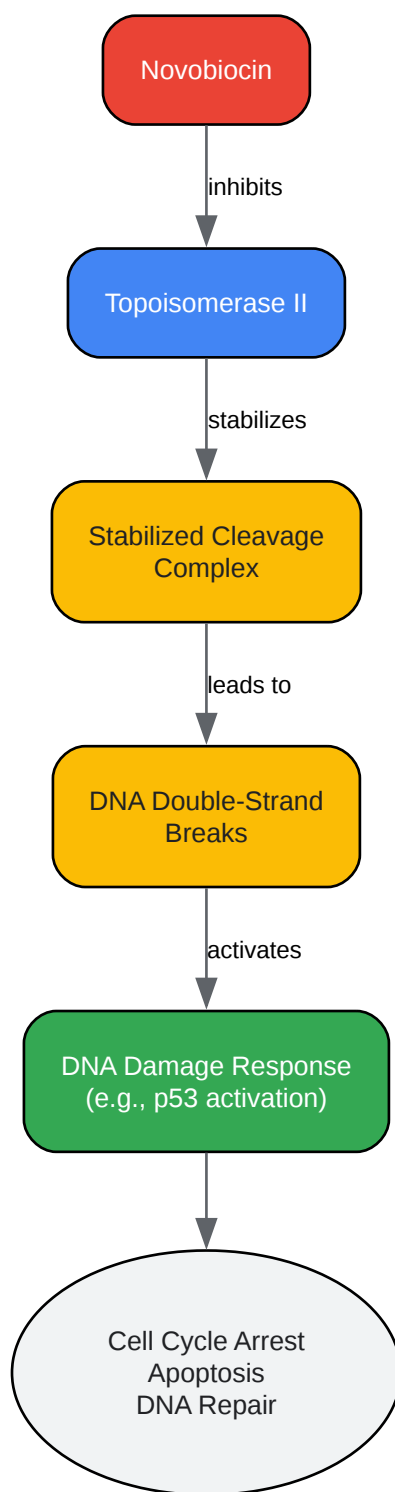 Novobiocin
inhibits
Topoisomerase II
stabilizes
Stabilized Cleavage
Complex
leads to
DNA Double-Strand
Breaks
activates
DNA Damage Response
(e.g., p53 activation)
Cell Cycle Arrest
Apoptosis
DNA Repair